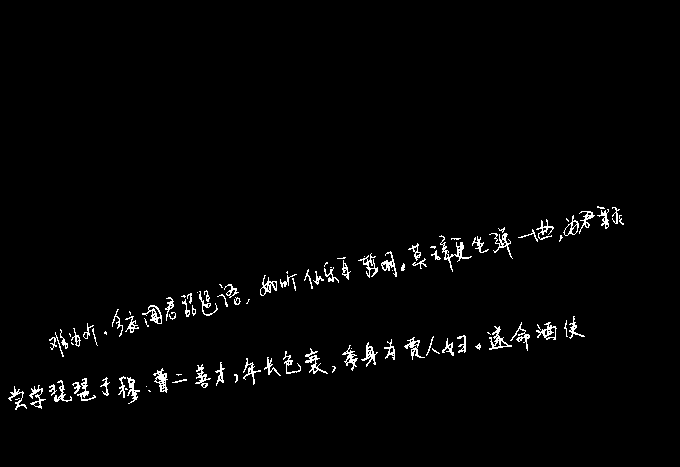 难为听。今夜闻君琵琶语，如听仙乐耳暂明。莫辞更坐弹一曲，为君翻
尝学琵琶于穆、曹二善才，年长色衰，委身为贾人妇。遂命酒使